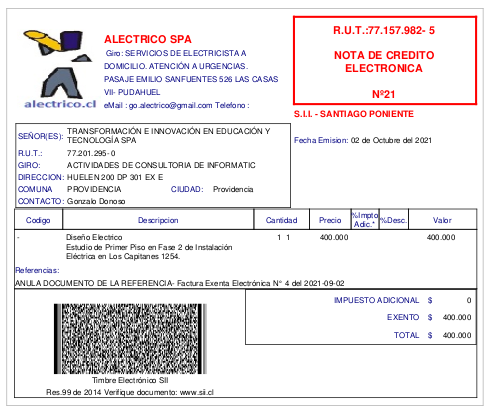 alectrico.cl
ALECTRICO SPA
Giro: SERVICIOS DE ELECTRICISTA A
DOMICILIO. ATENCIÓN A URGENCIAS.
PASAJE EMILIO SANFUENTES 526 LAS CASAS
VII- PUDAHUEL
eMail : go.alectrico@gmail.com Telefono :
R.U.T.:77.157.982- 5
NOTA DE CREDITO
ELECTRONICA
Nº21
S.I.I. - SANTIAGO PONIENTE
Fecha Emision: 02 de Octubre del 2021
SEÑOR(ES): TRANSFORMACIÓN E INNOVACIÓN EN EDUCACIÓN Y
TECNOLOGÍA SPA
R.U.T.: 77.201.295- 0
GIRO: ACTIVIDADES DE CONSULTORIA DE INFORMATIC
DIRECCION: HUELEN 200 DP 301 EX E
COMUNA PROVIDENCIA CIUDAD: Providencia
CONTACTO: Gonzalo Donoso
Codigo Descripcion Cantidad Precio %Impto Adic.* %Desc. Valor
- Diseño Electrico 1 1 400.000 400.000
Estudio de Primer Piso en Fase 2 de Instalación
Eléctrica en Los Capitanes 1254.
Referencias:
ANULA DOCUMENTO DE LA REFERENCIA- Factura Exenta Electrónica N° 4 del 2021-09-02
IMPUESTO ADICIONAL $ 0
EXENTO $ 400.000
TOTAL $ 400.000
Timbre Electrónico SII
Res.99 de 2014 Verifique documento: www.sii.cl